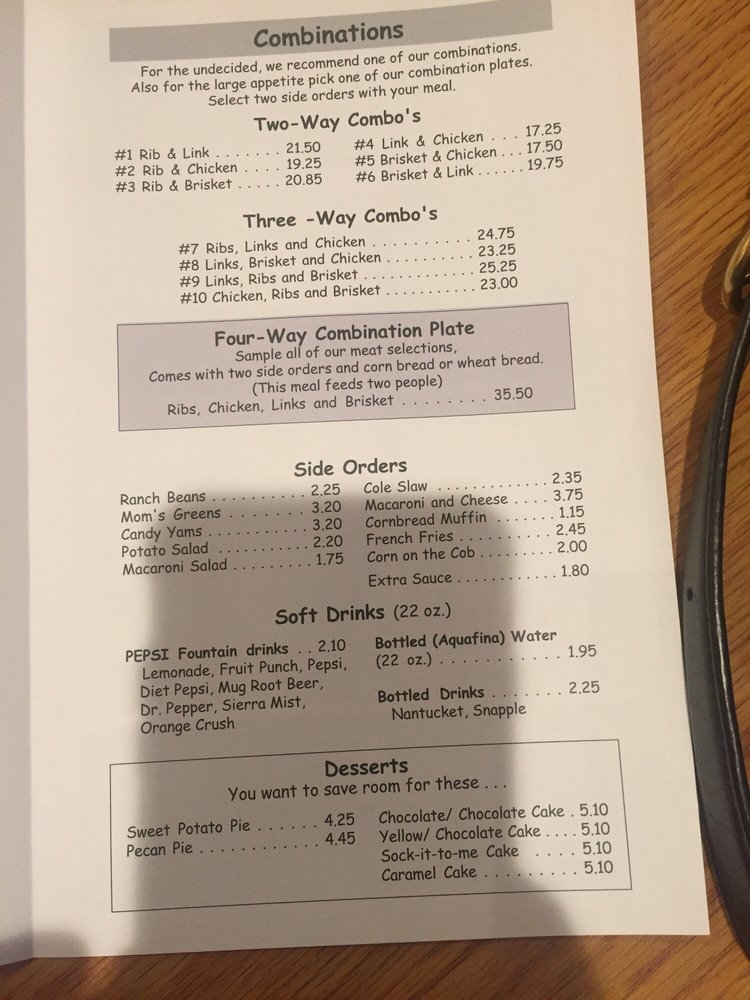 Combinations
For the undecided, we recommend one of our combinations.
Also for the large appetite pick one of our combination plates.
Select two side orders with your meal.
Two-Way Combo's
#1 Rib & Link . . . . . . . 21.50
#2 Rib & Chicken . . . . 19.25
#3 Rib & Brisket . . . . . 20.85
#4 Link & Chicken . . . 17.25
#5 Brisket & Chicken . . . 17.50
#6 Brisket & Link . . . . . . 19.75
Three -Way Combo's
#7 Ribs, Links and Chicken . . . . . . . . . . 24.75
#8 Links, Brisket and Chicken . . . . . . . . . 23.25
#9 Links, Ribs and Brisket . . . . . . . . . . . . 25.25
#10 Chicken, Ribs and Brisket . . . . . . . . . . 23.00
Four-Way Combination Plate
Sample all of our meat selections,
Comes with two side orders and corn bread or wheat bread.
(This meal feeds two people)
Ribs, Chicken, Links and Brisket . . . . . . . . 35.50
Side Orders
Ranch Beans . . . . . . . . . . 2.25
Mom's Greens . . . . . . . 3.20
Candy Yams . . . . . . . . . . 3.20
Potato Salad . . . . . . . . . . 2.20
Macaroni Salad . . . . . . . . 1.75
Cole Slaw . . . . . . . . . . . . 2.35
Macaroni and Cheese . . . . 3.75
Cornbread Muffin . . . . . . . 1.15
French Fries . . . . . . . . . . 2.45
Corn on the Cob . . . . . . . . 2.00
Extra Sauce . . . . . . . . . . . . 1.80
Soft Drinks (22 oz.)
PEPSI Fountain drinks . . 2.10
Lemonade, Fruit Punch, Pepsi,
Diet Pepsi, Mug Root Beer,
Dr. Pepper, Sierra Mist,
Orange Crush
Bottled (Aquafina) Water
(22 oz.) . . . . . . . . . . . . 1.95
Bottled Drinks . . . . . . . 2.25
Nantucket, Snapple
Desserts
You want to save room for these . . .
Sweet Potato Pie . . . . . . 4.25
Pecan Pie . . . . . . . . . . . . 4.45
Chocolate/ Chocolate Cake . 5.10
Yellow/ Chocolate Cake . . . . 5.10
Sock-it-to-me Cake . . . . 5.10
Caramel Cake . . . . . . . . . 5.10